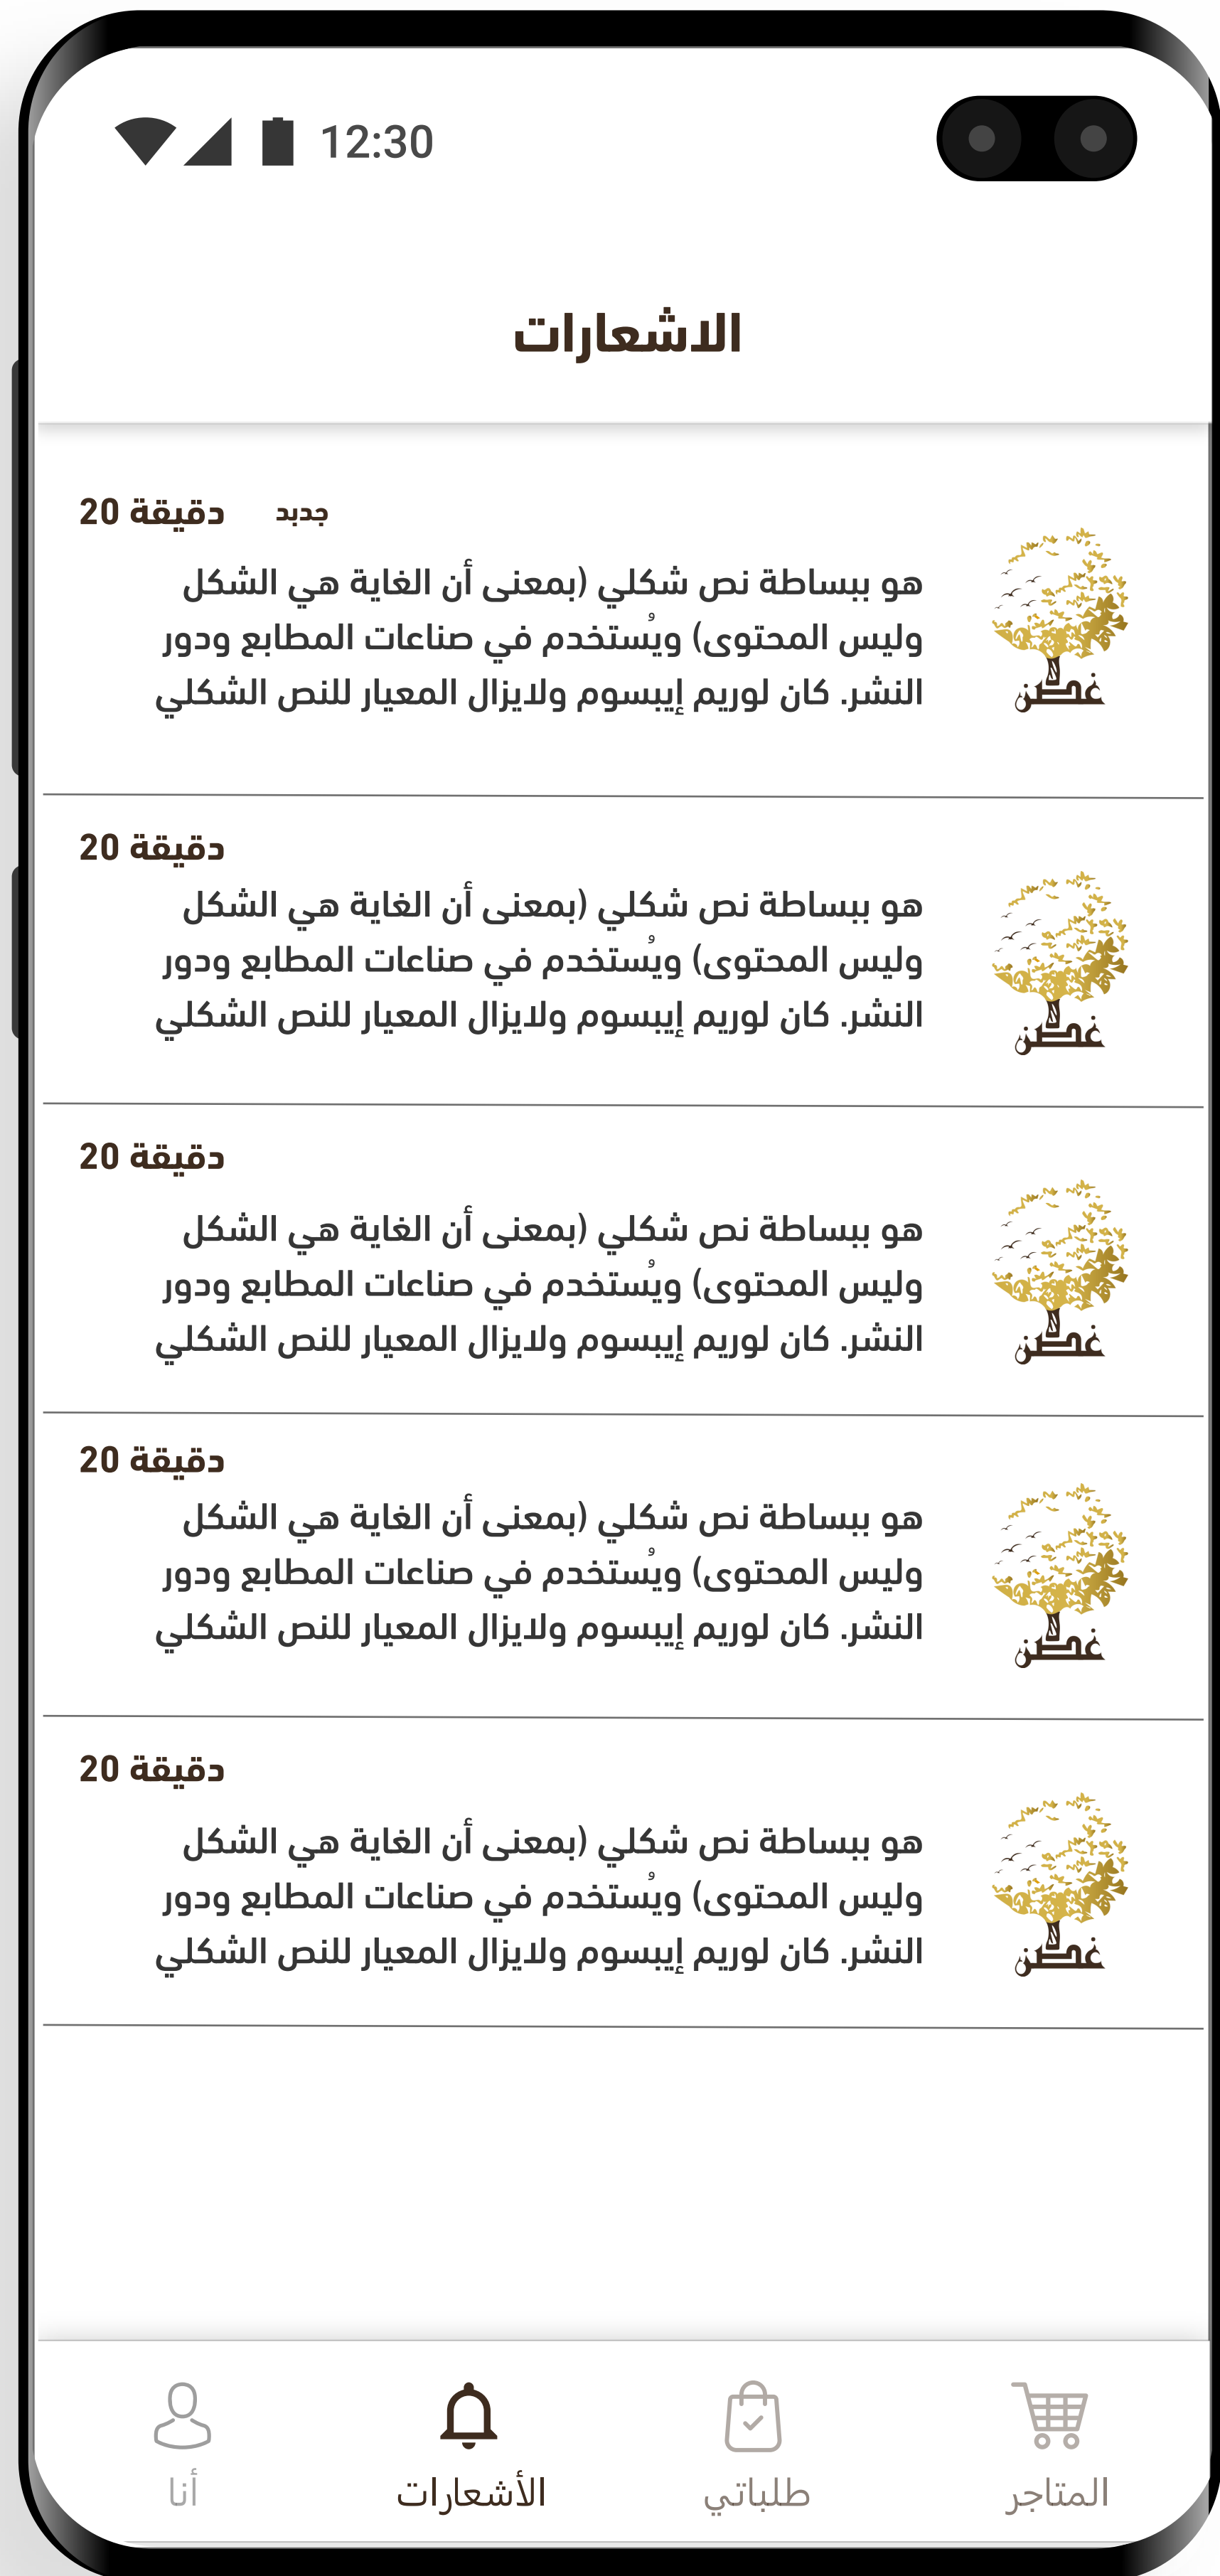 12:30
الاشعارات
جديد
20 دقيقة
هو ببساطة نص شكلي (بمعنى أن الغاية هي الشكل
وليس المحتوى) ويُستخدم في صناعات المطابع ودور
النشر. كان لوريم إيبسوم ولايزال المعيار للنص الشكلي
غصن
20 دقيقة
هو ببساطة نص شكلي (بمعنى أن الغاية هي الشكل
وليس المحتوى) ويُستخدم في صناعات المطابع ودور
النشر. كان لوريم إيبسوم ولايزال المعيار للنص الشكلي
غصن
20 دقيقة
هو ببساطة نص شكلي (بمعنى أن الغاية هي الشكل
وليس المحتوى) ويُستخدم في صناعات المطابع ودور
النشر. كان لوريم إيبسوم ولايزال المعيار للنص الشكلي
غصن
20 دقيقة
هو ببساطة نص شكلي (بمعنى أن الغاية هي الشكل
وليس المحتوى) ويُستخدم في صناعات المطابع ودور
النشر. كان لوريم إيبسوم ولايزال المعيار للنص الشكلي
غصن
20 دقيقة
هو ببساطة نص شكلي (بمعنى أن الغاية هي الشكل
وليس المحتوى) ويُستخدم في صناعات المطابع ودور
النشر. كان لوريم إيبسوم ولايزال المعيار للنص الشكلي
غصن
المتاجر
طلباتي
الأشعارات
أنا